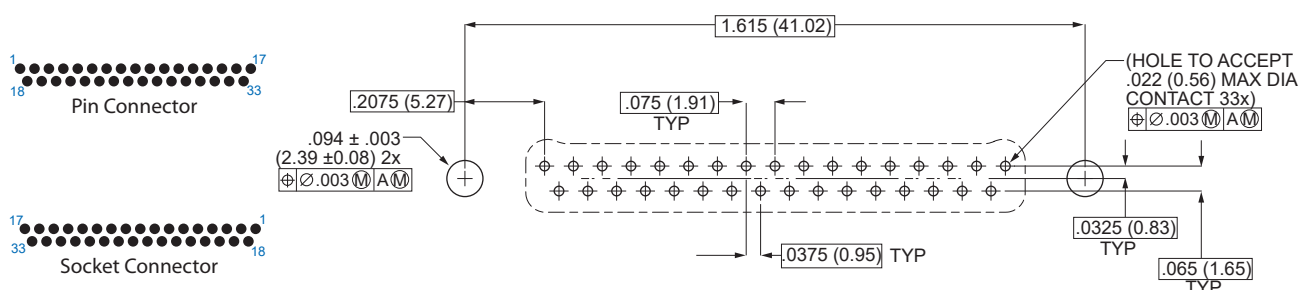 1
17
18
33
Pin Connector
17
1
33
18
Socket Connector
1.615 (41.02)
.2075 (5.27)
.075 (1.91)
TYP
(HOLE TO ACCEPT
.022 (0.56) MAX DIA
CONTACT 33x)
⌖ ∅.003 Ⓜ A Ⓜ
.094 ± .003
(2.39 ±0.08) 2x
⌖ ∅.003 Ⓜ A Ⓜ
.0375 (0.95) TYP
.0325 (0.83)
TYP
.065 (1.65)
TYP